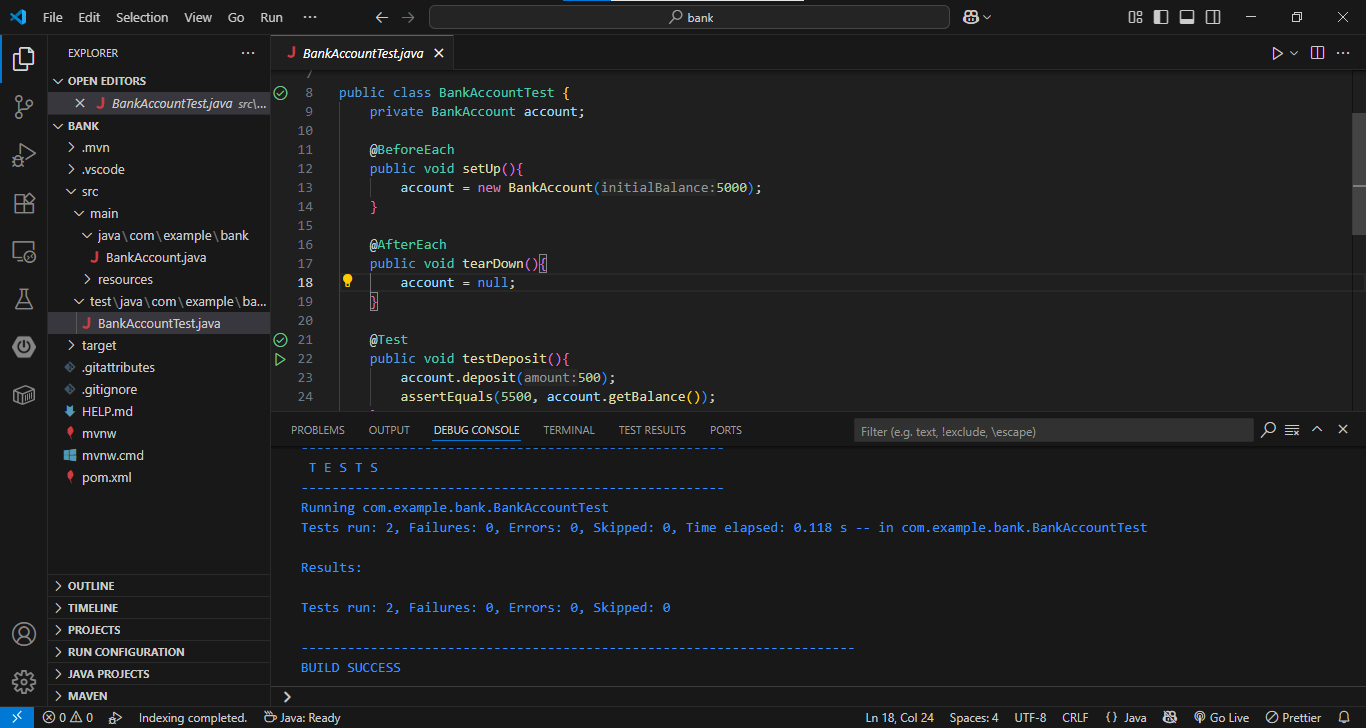 File Edit Selection View Go Run ··· bank
EXPLORER ···
OPEN EDITORS
BankAccountTest.java src\...
BANK
.mvn
.vscode
src
main
java\com\example\bank
BankAccount.java
resources
test\java\com\example\ba...
BankAccountTest.java
target
.gitattributes
.gitignore
HELP.md
mvnw
mvnw.cmd
pom.xml
OUTLINE
TIMELINE
PROJECTS
RUN CONFIGURATION
JAVA PROJECTS
MAVEN
BankAccountTest.java
7
8 public class BankAccountTest {
9 private BankAccount account;
10
11 @BeforeEach
12 public void setUp(){
13 account = new BankAccount(initialBalance:5000);
14 }
15
16 @AfterEach
17 public void tearDown(){
18 account = null;
19 }
20
21 @Test
22 public void testDeposit(){
23 account.deposit(amount:500);
24 assertEquals(5500, account.getBalance());
PROBLEMS OUTPUT DEBUG CONSOLE TERMINAL TEST RESULTS PORTS Filter (e.g. text, !exclude, \escape)
-------------------------------------------------------
T E S T S
-------------------------------------------------------
Running com.example.bank.BankAccountTest
Tests run: 2, Failures: 0, Errors: 0, Skipped: 0, Time elapsed: 0.118 s -- in com.example.bank.BankAccountTest
Results:
Tests run: 2, Failures: 0, Errors: 0, Skipped: 0
------------------------------------------------------------------------
BUILD SUCCESS
0 0 Indexing completed. Java: Ready Ln 18, Col 24 Spaces: 4 UTF-8 CRLF {} Java Go Live Prettier